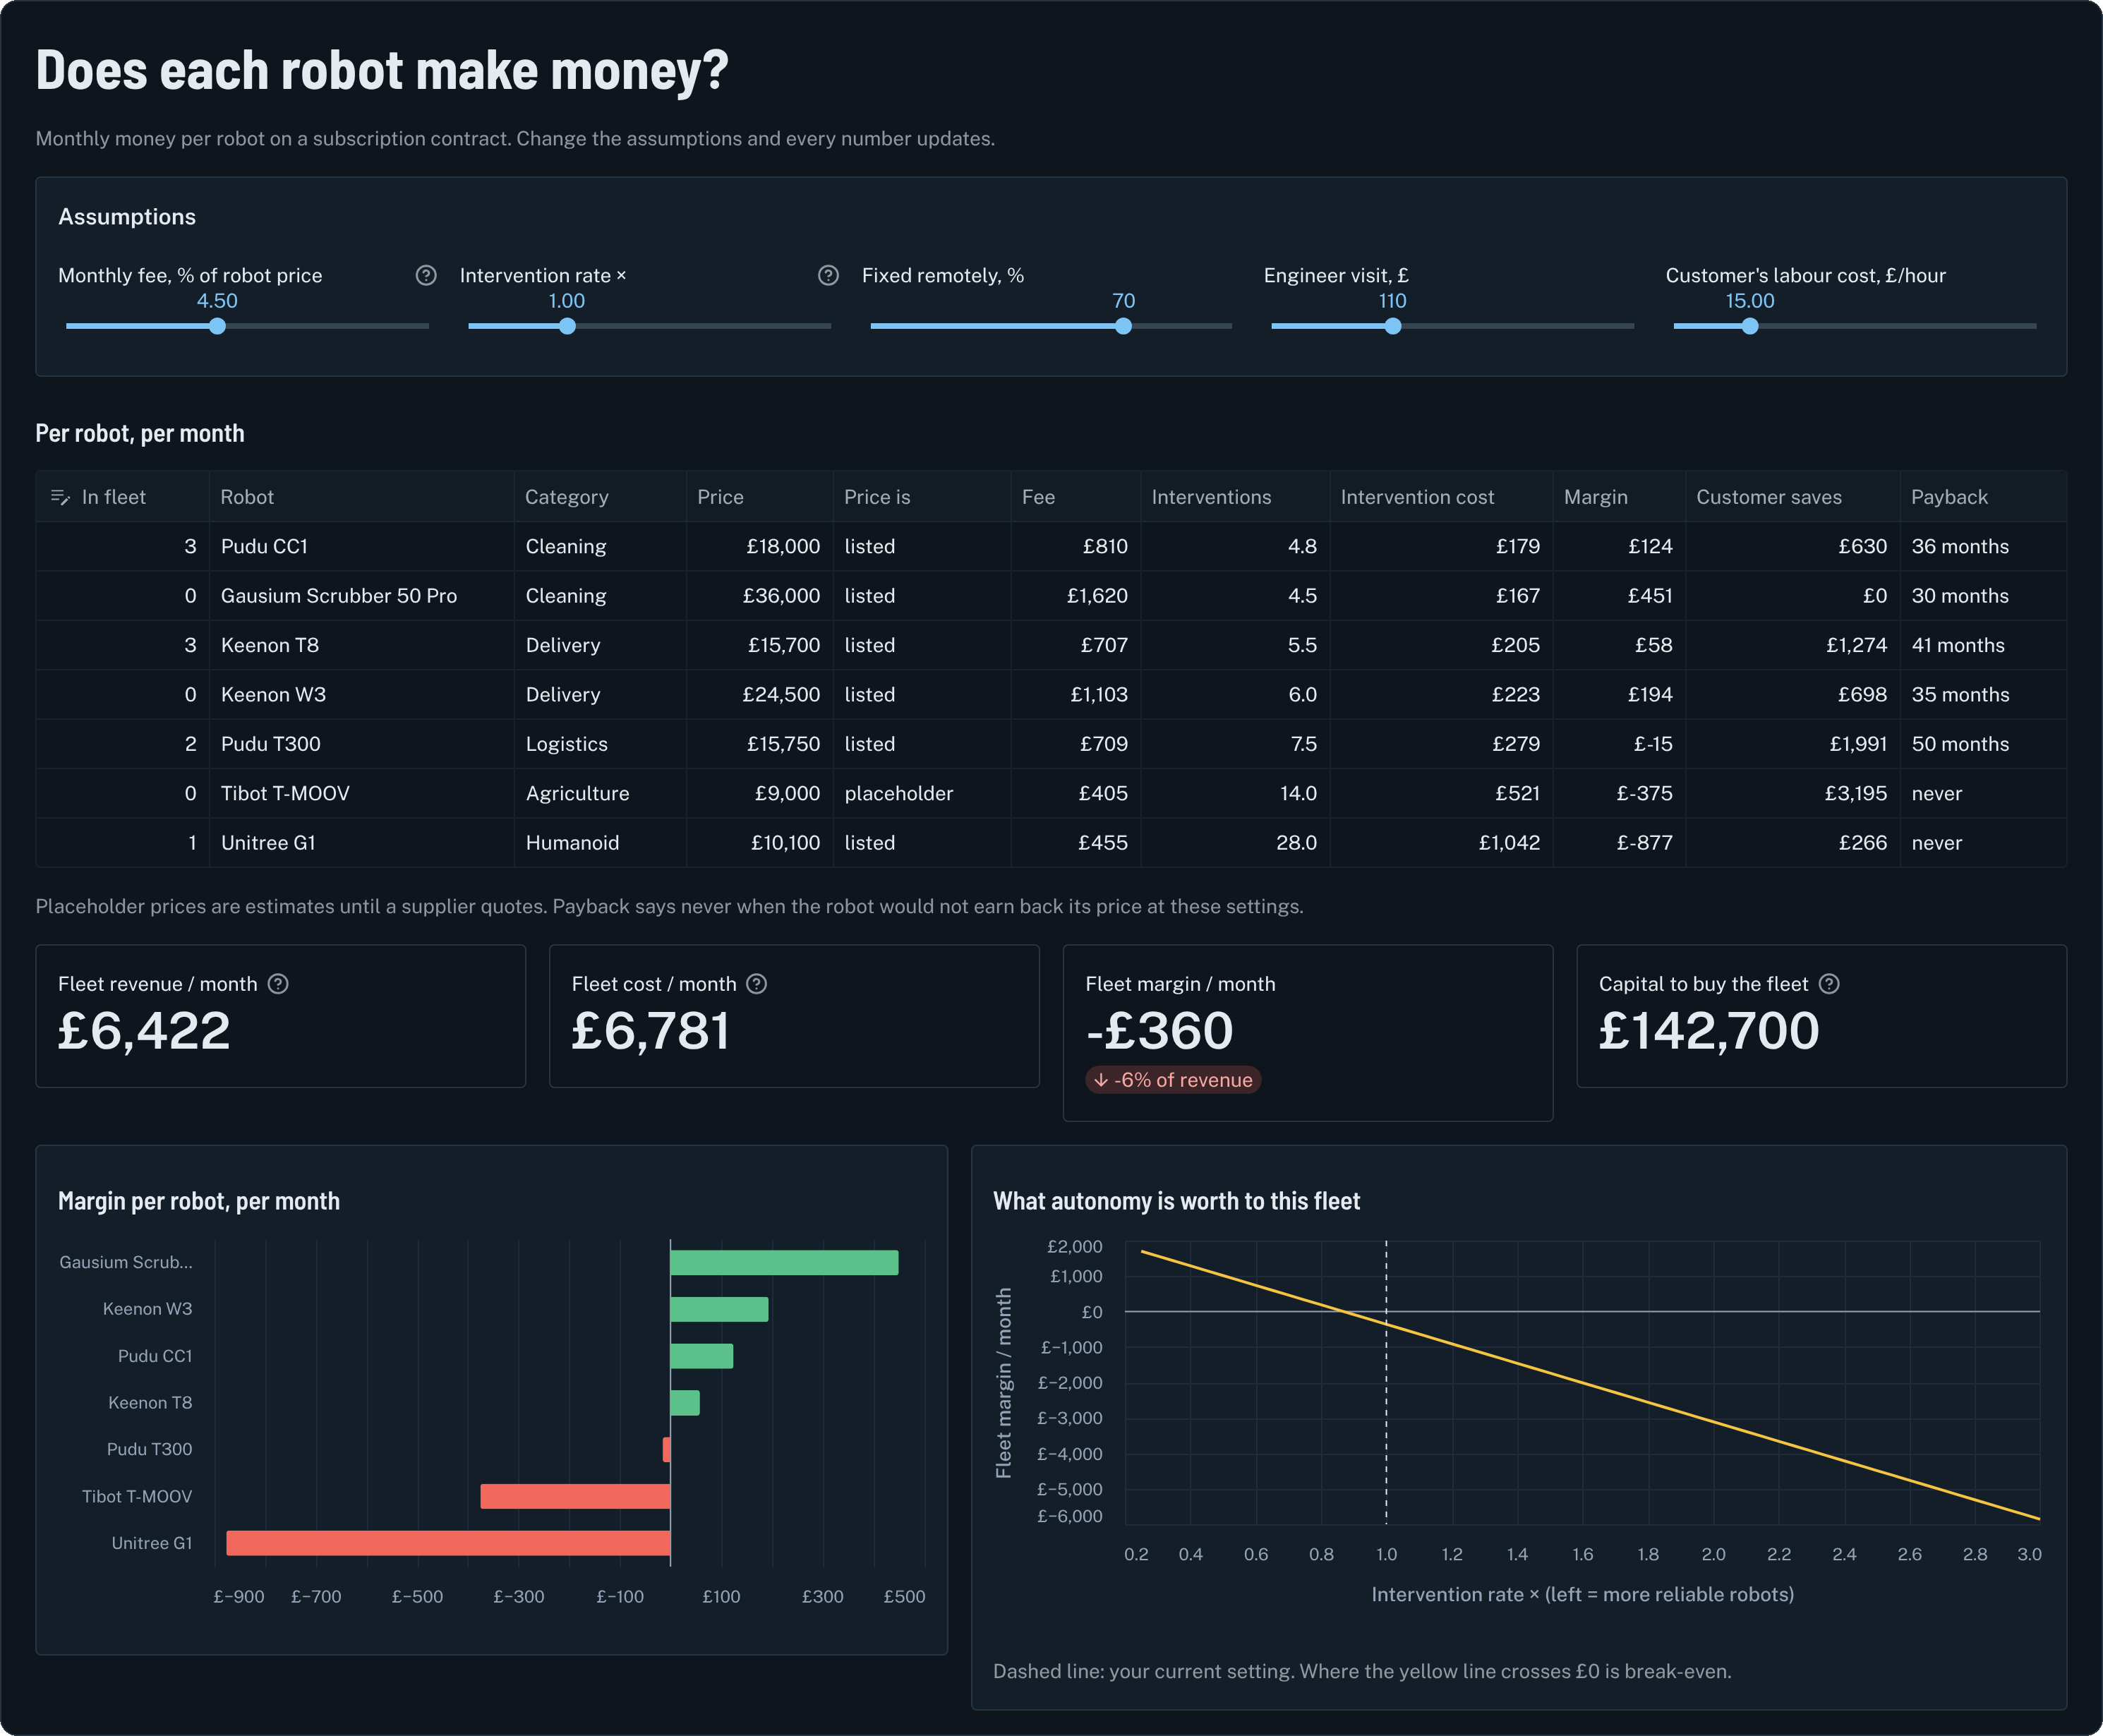 Does each robot make money?
Monthly money per robot on a subscription contract. Change the assumptions and every number updates.
Assumptions
Monthly fee, % of robot price
4.50
Intervention rate ×
1.00
Fixed remotely, %
70
Engineer visit, £
110
Customer's labour cost, £/hour
15.00
Per robot, per month
In fleet Robot Category Price Price is Fee Interventions Intervention cost Margin Customer saves Payback
3 Pudu CC1 Cleaning £18,000 listed £810 4.8 £179 £124 £630 36 months
0 Gausium Scrubber 50 Pro Cleaning £36,000 listed £1,620 4.5 £167 £451 £0 30 months
3 Keenon T8 Delivery £15,700 listed £707 5.5 £205 £58 £1,274 41 months
0 Keenon W3 Delivery £24,500 listed £1,103 6.0 £223 £194 £698 35 months
2 Pudu T300 Logistics £15,750 listed £709 7.5 £279 £-15 £1,991 50 months
0 Tibot T-MOOV Agriculture £9,000 placeholder £405 14.0 £521 £-375 £3,195 never
1 Unitree G1 Humanoid £10,100 listed £455 28.0 £1,042 £-877 £266 never
Placeholder prices are estimates until a supplier quotes. Payback says never when the robot would not earn back its price at these settings.
Fleet revenue / month
£6,422
Fleet cost / month
£6,781
Fleet margin / month
-£360
↓ -6% of revenue
Capital to buy the fleet
£142,700
Margin per robot, per month
Gausium Scrub...
Keenon W3
Pudu CC1
Keenon T8
Pudu T300
Tibot T-MOOV
Unitree G1
£−900 £−700 £−500 £−300 £−100 £100 £300 £500
What autonomy is worth to this fleet
Fleet margin / month
£2,000
£1,000
£0
£−1,000
£−2,000
£−3,000
£−4,000
£−5,000
£−6,000
0.2 0.4 0.6 0.8 1.0 1.2 1.4 1.6 1.8 2.0 2.2 2.4 2.6 2.8 3.0
Intervention rate × (left = more reliable robots)
Dashed line: your current setting. Where the yellow line crosses £0 is break-even.